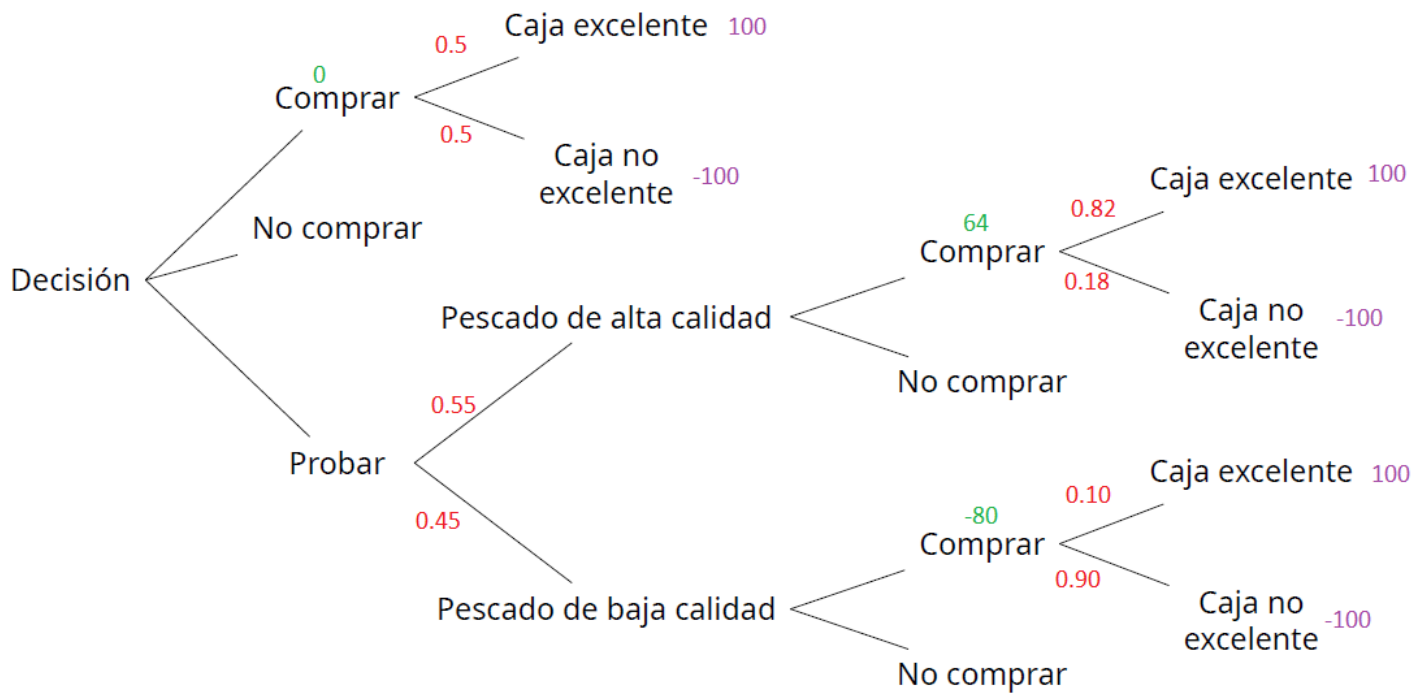 Caja excelente 100
0.5
0
Comprar
0.5
Caja no
excelente -100
No comprar
Decisión
Caja excelente 100
0.82
64
Comprar
0.18
Caja no
excelente -100
Pescado de alta calidad
No comprar
0.55
Probar
0.45
Caja excelente 100
0.10
-80
Comprar
0.90
Caja no
excelente -100
Pescado de baja calidad
No comprar